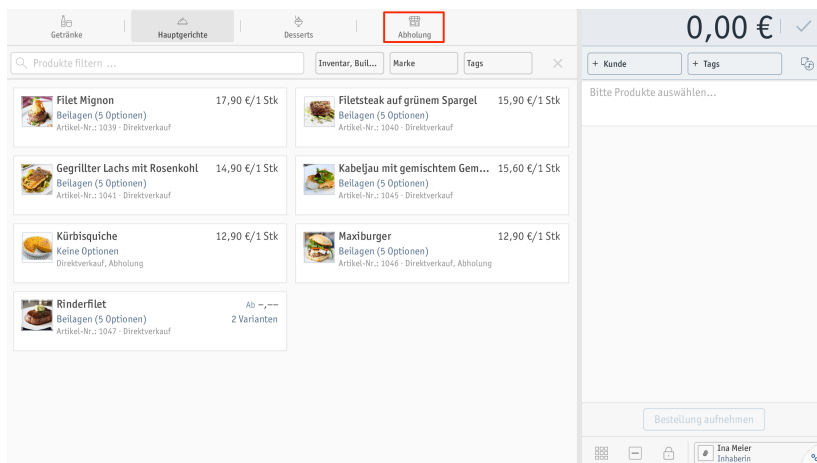 Getränke
Hauptgerichte
Desserts
Abholung
0,00 €
Produkte filtern ...
Inventar, Buil...
Marke
Tags
+ Kunde
+ Tags
Bitte Produkte auswählen...
Filet Mignon 17,90 €/1 Stk
Beilagen (5 Optionen)
Artikel-Nr.: 1039 · Direktverkauf
Filetsteak auf grünem Spargel 15,90 €/1 Stk
Beilagen (5 Optionen)
Artikel-Nr.: 1040 · Direktverkauf
Gegrillter Lachs mit Rosenkohl 14,90 €/1 Stk
Beilagen (5 Optionen)
Artikel-Nr.: 1041 · Direktverkauf
Kabeljau mit gemischtem Gem... 15,60 €/1 Stk
Beilagen (5 Optionen)
Artikel-Nr.: 1045 · Direktverkauf
Kürbisquiche 12,90 €/1 Stk
Keine Optionen
Direktverkauf, Abholung
Maxiburger 12,90 €/1 Stk
Beilagen (5 Optionen)
Artikel-Nr.: 1046 · Direktverkauf, Abholung
Rinderfilet Ab –,––
Beilagen (5 Optionen) 2 Varianten
Artikel-Nr.: 1047 · Direktverkauf
Bestellung aufnehmen
Ina Meier
Inhaberin
%